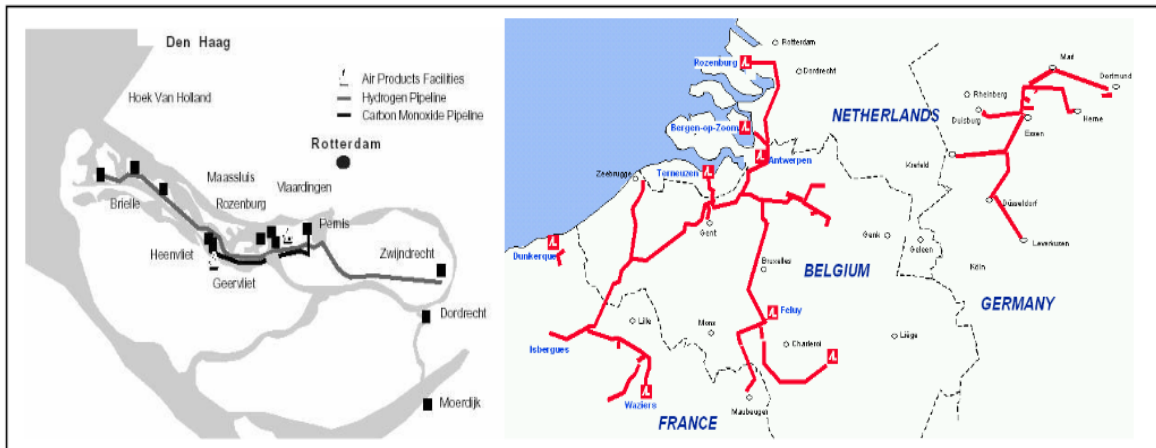 Den Haag
Hoek Van Holland
Air Products Facilities
Hydrogen Pipeline
Carbon Monoxide Pipeline
Rotterdam
Maassluis
Vlaardingen
Brielle
Rozenburg
Pernis
Heenvliet
Zwijndrecht
Geervliet
Dordrecht
Moerdijk
Rotterdam
Rozenburg
Dordrecht
Marl
Dortmund
Rheinberg
NETHERLANDS
Duisburg
Herne
Bergen-op-Zoom
Essen
Antwerpen
Krefeld
Zeebrugge
Terneuzen
Düsseldorf
Gent
Genk
Geleen
Leverkusen
Dunkerque
Bruxelles
BELGIUM
Köln
GERMANY
Feluy
Lille
Mons
Isbergues
Charleroi
Liège
Waziers
Maubeuge
FRANCE